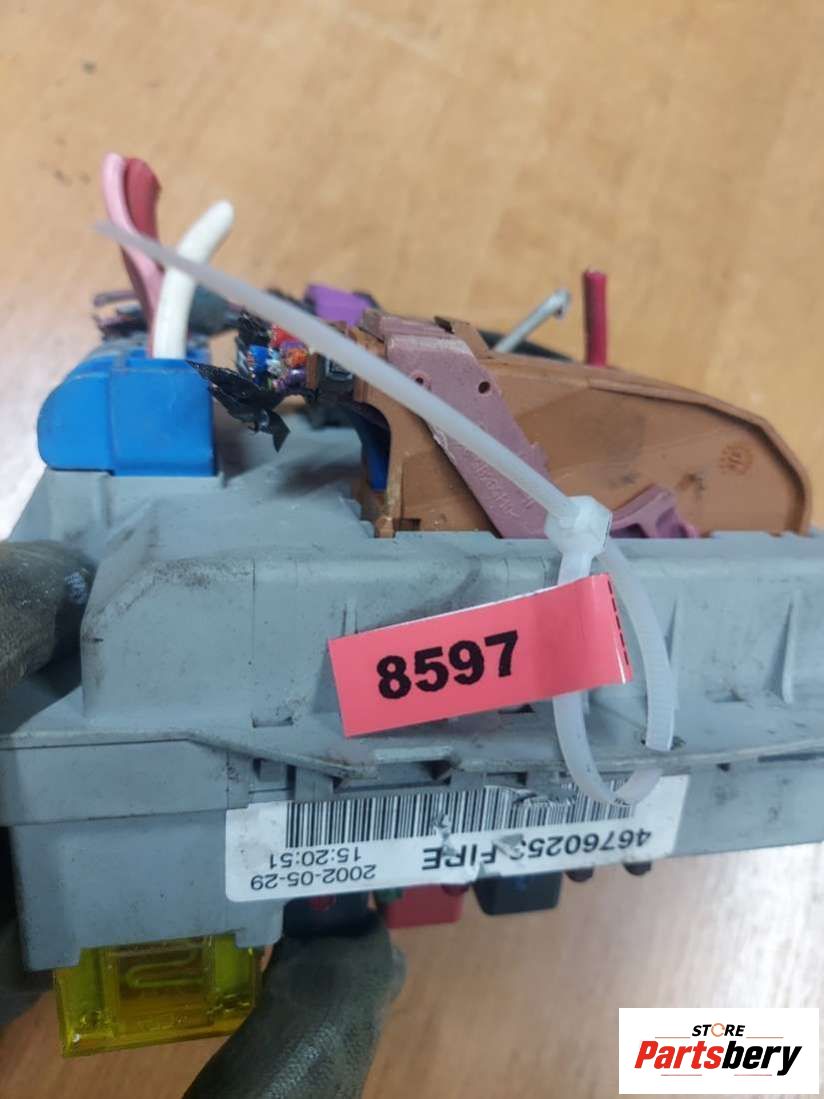 8597
46760253 FIRE
2002-05-29
15:20:51
STORE
Partsbery